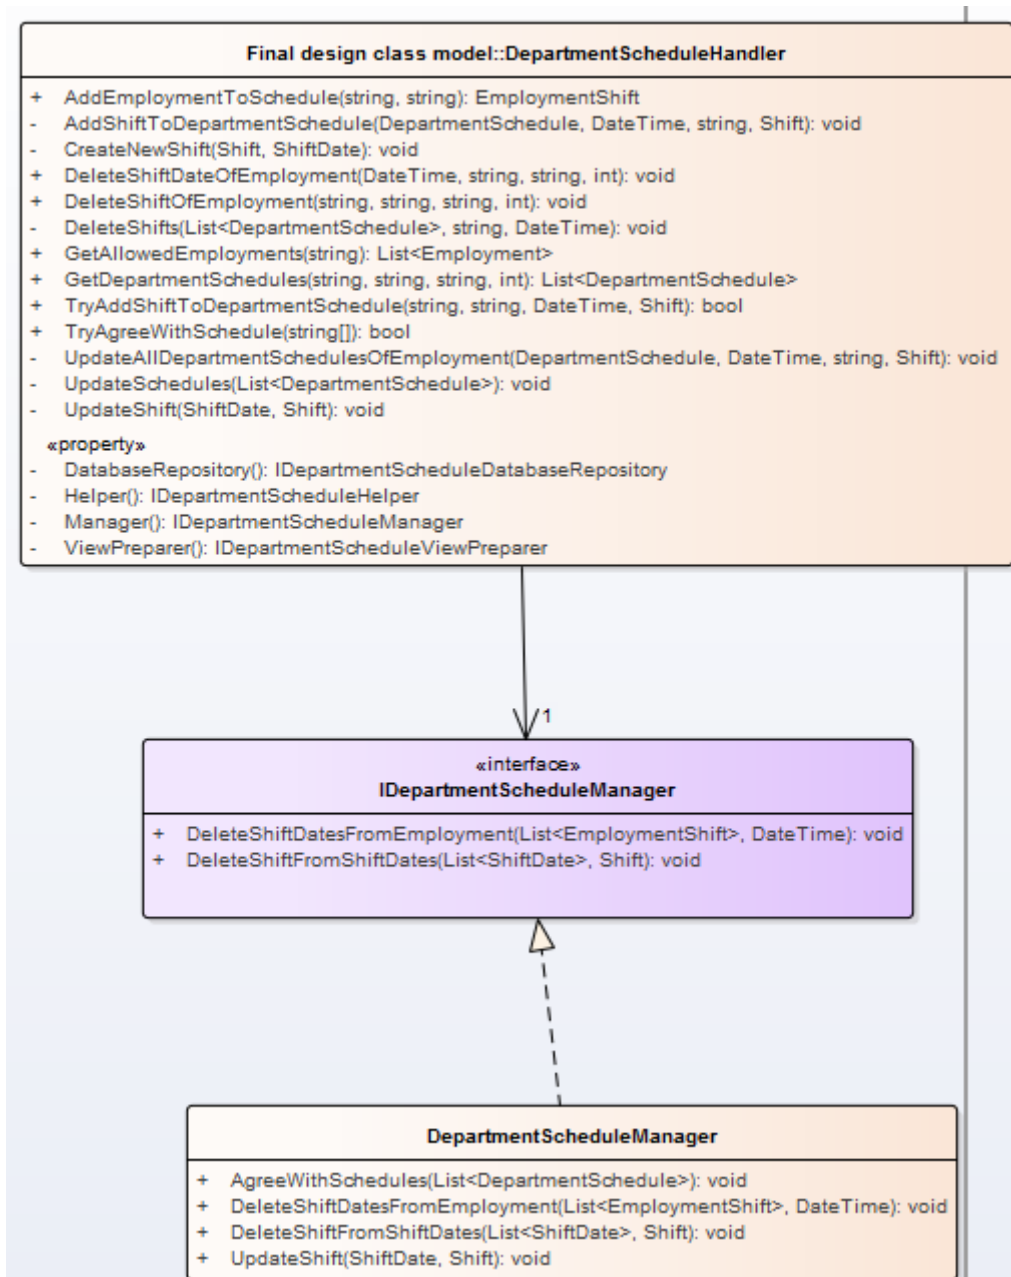 Final design class model::DepartmentScheduleHandler
+ AddEmploymentToSchedule(string, string): EmploymentShift
- AddShiftToDepartmentSchedule(DepartmentSchedule, DateTime, string, Shift): void
- CreateNewShift(Shift, ShiftDate): void
+ DeleteShiftDateOfEmployment(DateTime, string, string, int): void
+ DeleteShiftOfEmployment(string, string, string, int): void
- DeleteShifts(List<DepartmentSchedule>, string, DateTime): void
+ GetAllowedEmployments(string): List<Employment>
+ GetDepartmentSchedules(string, string, string, int): List<DepartmentSchedule>
+ TryAddShiftToDepartmentSchedule(string, string, DateTime, Shift): bool
+ TryAgreeWithSchedule(string[]): bool
- UpdateAllDepartmentSchedulesOfEmployment(DepartmentSchedule, DateTime, string, Shift): void
- UpdateSchedules(List<DepartmentSchedule>): void
- UpdateShift(ShiftDate, Shift): void
«property»
- DatabaseRepository(): IDepartmentScheduleDatabaseRepository
- Helper(): IDepartmentScheduleHelper
- Manager(): IDepartmentScheduleManager
- ViewPreparer(): IDepartmentScheduleViewPreparer
1
«interface»
IDepartmentScheduleManager
+ DeleteShiftDatesFromEmployment(List<EmploymentShift>, DateTime): void
+ DeleteShiftFromShiftDates(List<ShiftDate>, Shift): void
DepartmentScheduleManager
+ AgreeWithSchedules(List<DepartmentSchedule>): void
+ DeleteShiftDatesFromEmployment(List<EmploymentShift>, DateTime): void
+ DeleteShiftFromShiftDates(List<ShiftDate>, Shift): void
+ UpdateShift(ShiftDate, Shift): void